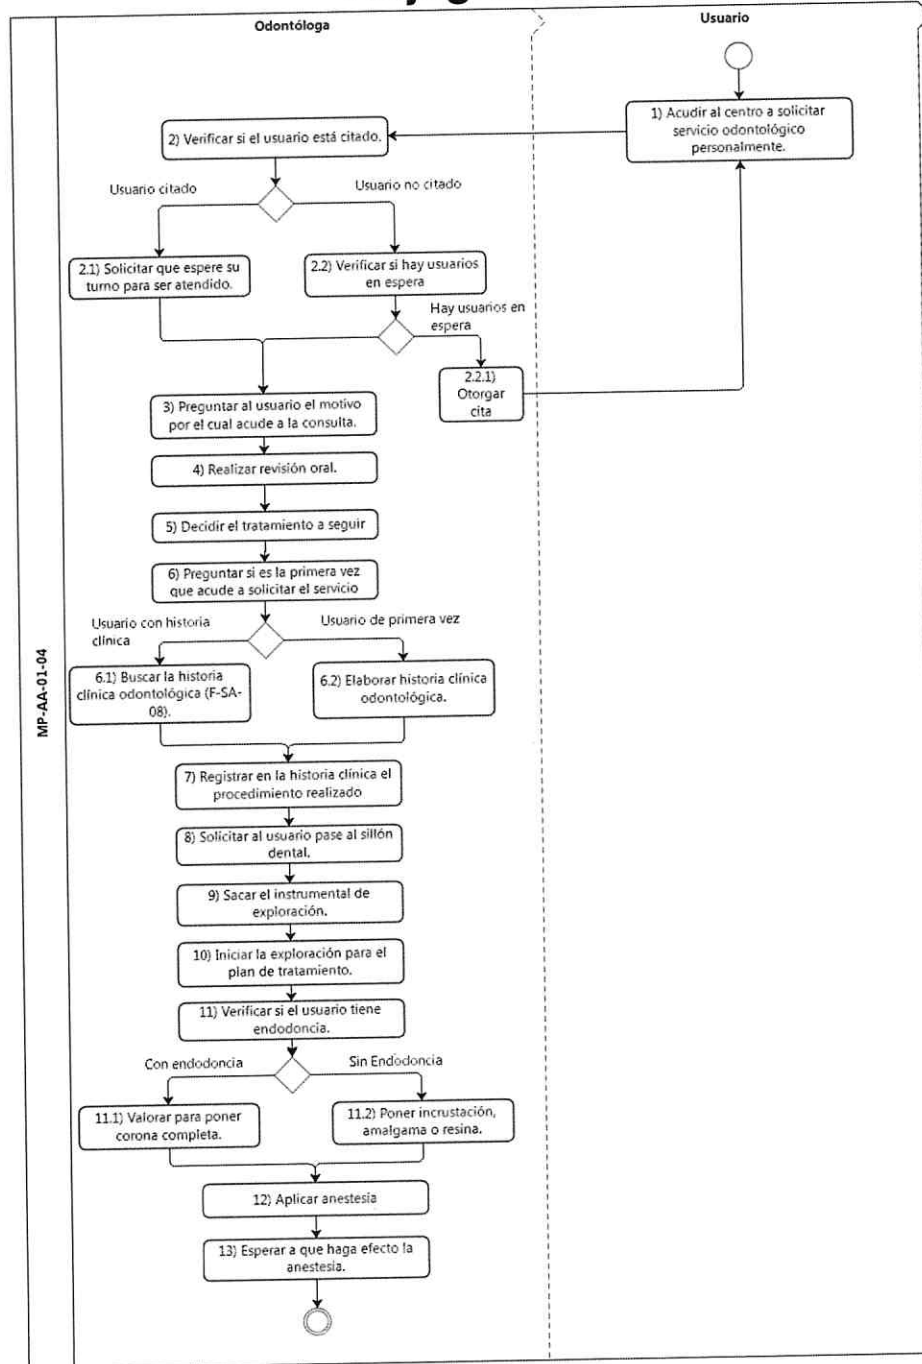 Odontóloga
Usuario
1) Acudir al centro a solicitar
servicio odontológico
personalmente.
2) Verificar si el usuario está citado.
Usuario citado
Usuario no citado
2.1) Solicitar que espere su
turno para ser atendido.
2.2) Verificar si hay usuarios
en espera
Hay usuarios en
espera
2.2.1)
Otorgar
cita
3) Preguntar al usuario el motivo
por el cual acude a la consulta.
4) Realizar revisión oral.
5) Decidir el tratamiento a seguir
6) Preguntar si es la primera vez
que acude a solicitar el servicio
Usuario con historia
clínica
Usuario de primera vez
6.1) Buscar la historia
clínica odontológica (F-SA-
08).
6.2) Elaborar historia clínica
odontológica.
MP-AA-01-04
7) Registrar en la historia clínica el
procedimiento realizado
8) Solicitar al usuario pase al sillón
dental.
9) Sacar el instrumental de
exploración.
10) Iniciar la exploración para el
plan de tratamiento.
11) Verificar si el usuario tiene
endodoncia.
Con endodoncia
Sin Endodoncia
11.1) Valorar para poner
corona completa.
11.2) Poner incrustación,
amalgama o resina.
12) Aplicar anestesia
13) Esperar a que haga efecto la
anestesia.